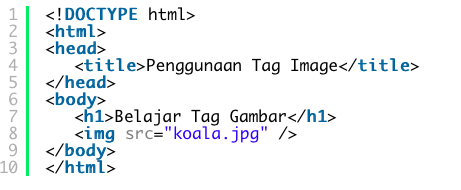 1 <!DOCTYPE html>
2 <html>
3 <head>
4     <title>Penggunaan Tag Image</title>
5 </head>
6 <body>
7     <h1>Belajar Tag Gambar</h1>
8     <img src="koala.jpg" />
9 </body>
10 </html>